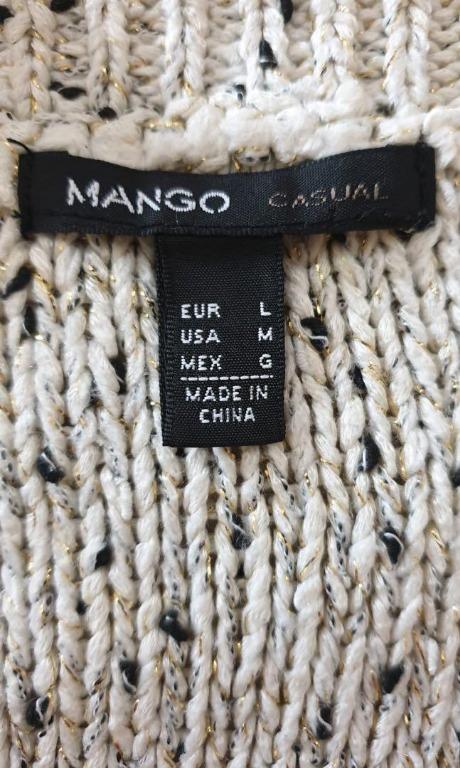 MANGO CASUAL
EUR L
USA M
MEX G
MADE IN
CHINA